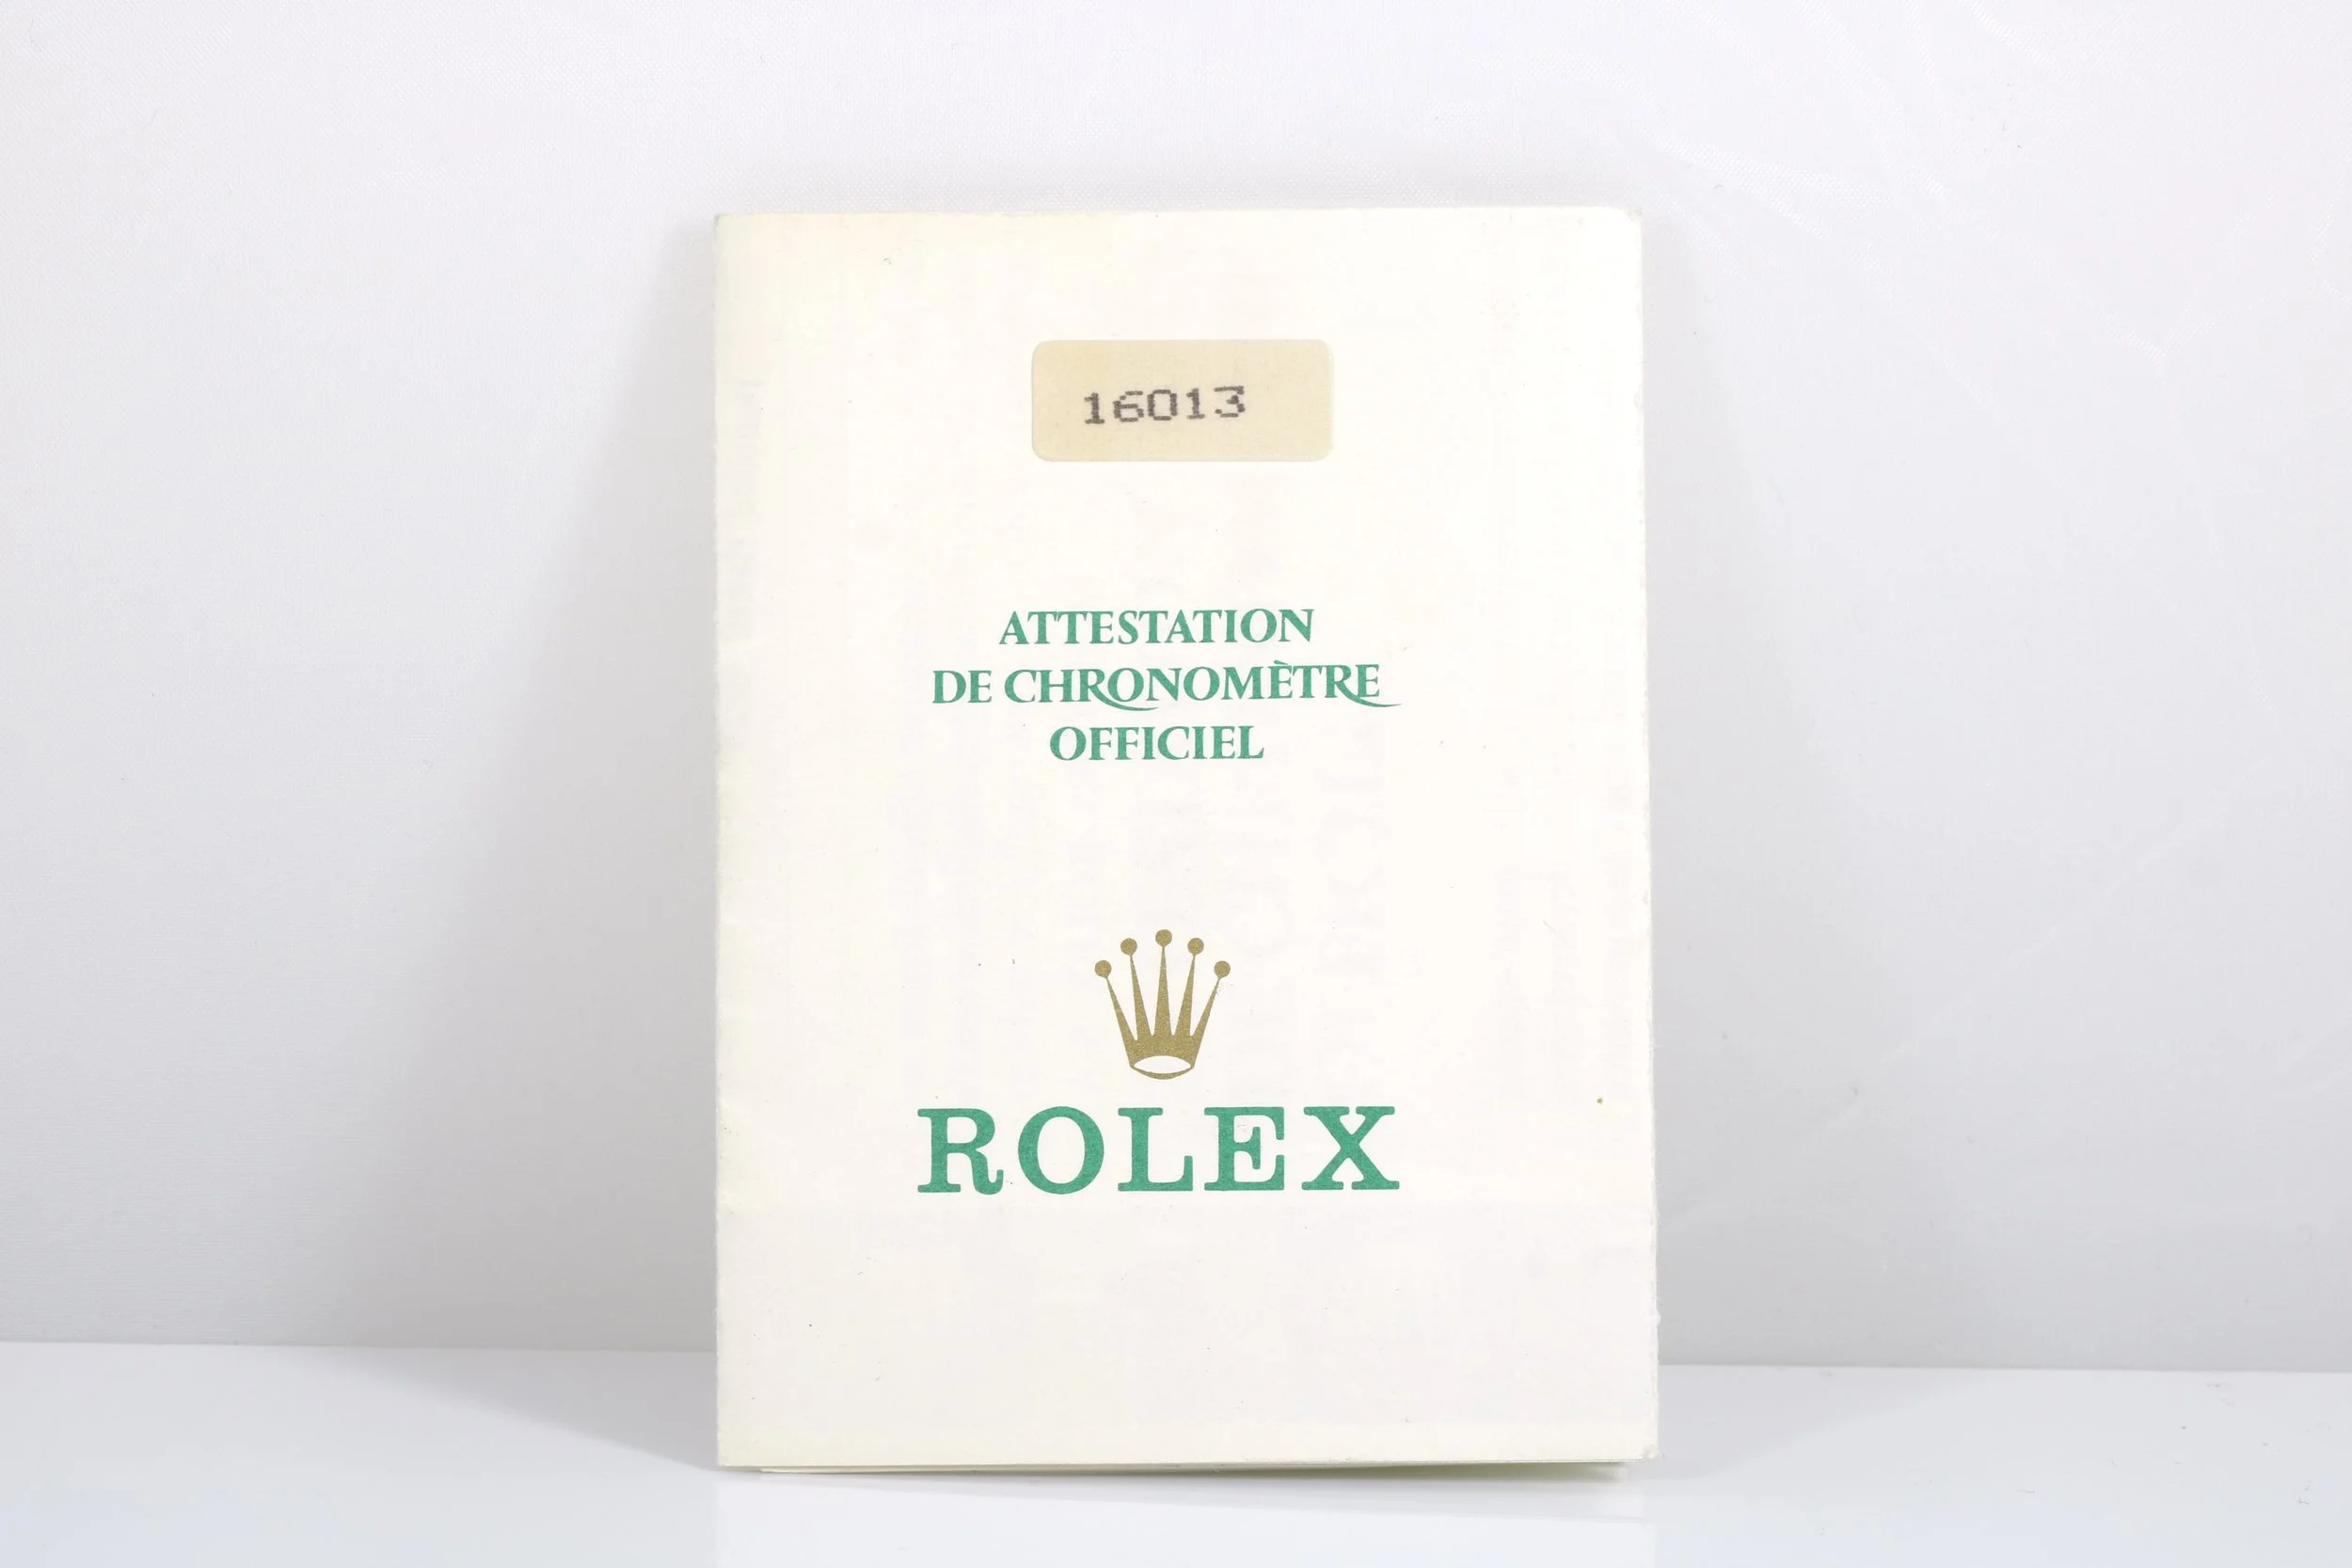 16013
ATTESTATION
DE CHRONOMÈTRE
OFFICIEL
ROLEX